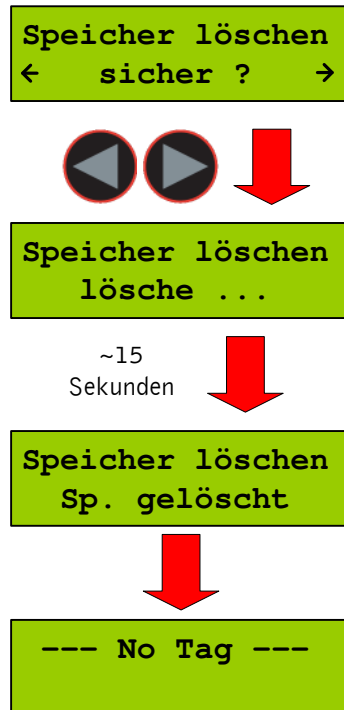 Speicher löschen
← sicher ? →
Speicher löschen
lösche ...
~15
Sekunden
Speicher löschen
Sp. gelöscht
--- No Tag ---